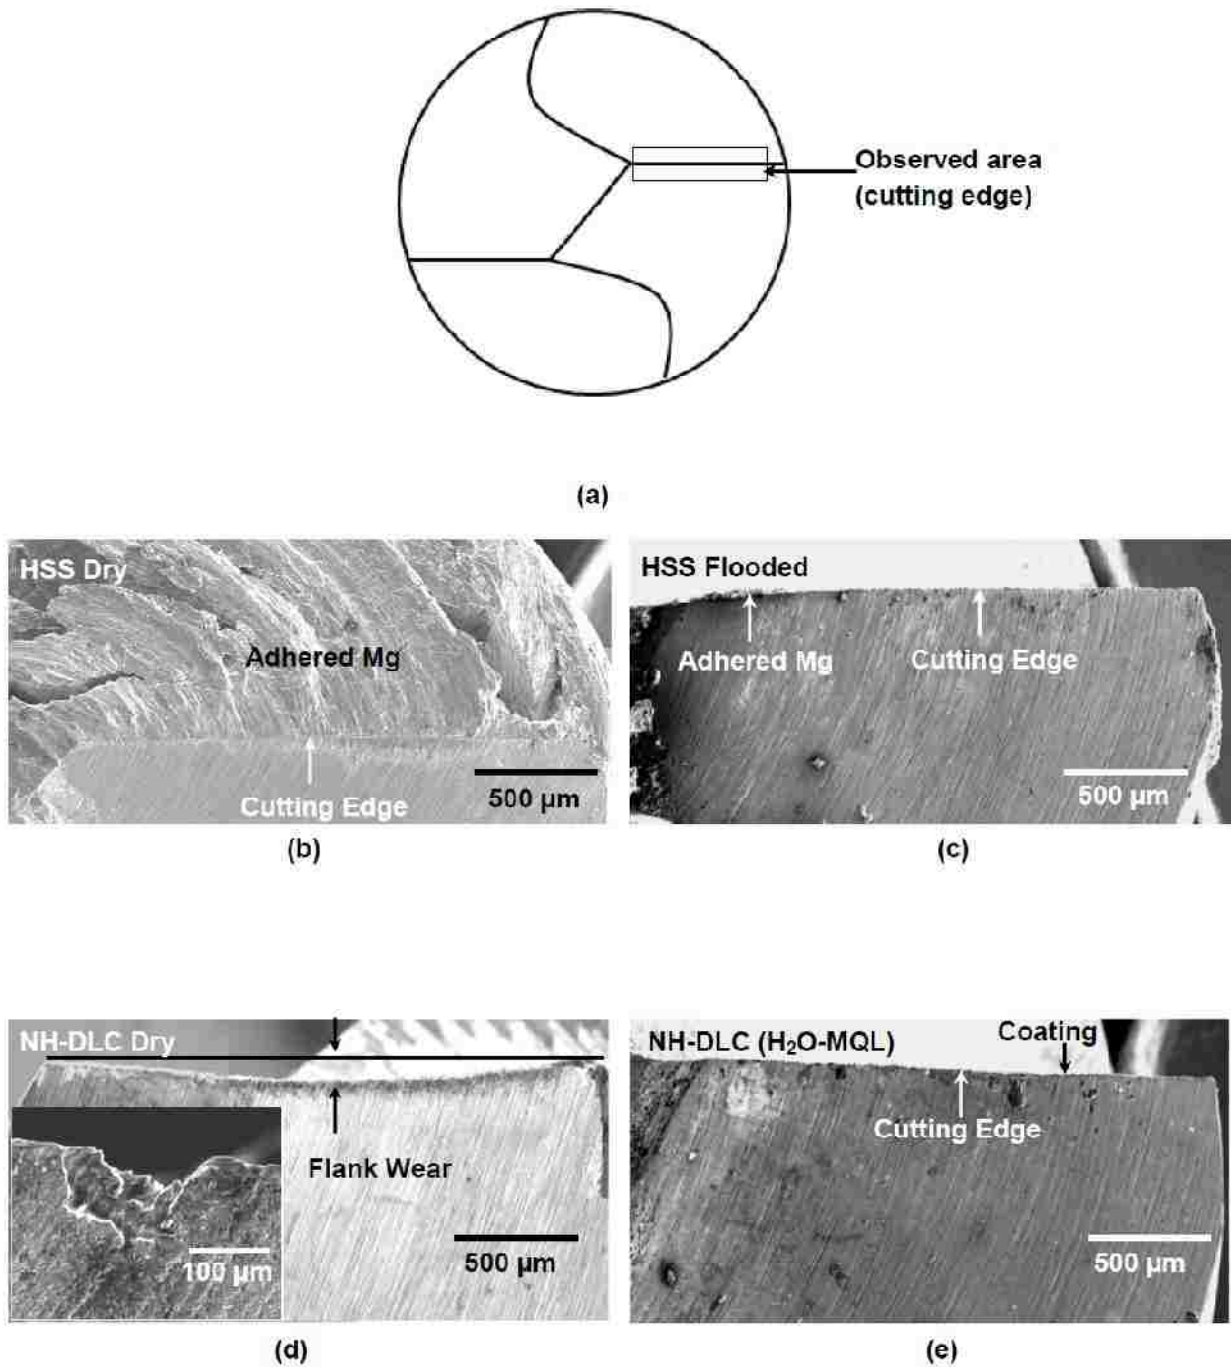 Observed area
(cutting edge)
(a)
HSS Dry
Adhered Mg
Cutting Edge
500 µm
(b)
HSS Flooded
Adhered Mg
Cutting Edge
500 µm
(c)
NH-DLC Dry
Flank Wear
100 µm
500 µm
(d)
NH-DLC (H₂O-MQL)
Coating
Cutting Edge
500 µm
(e)